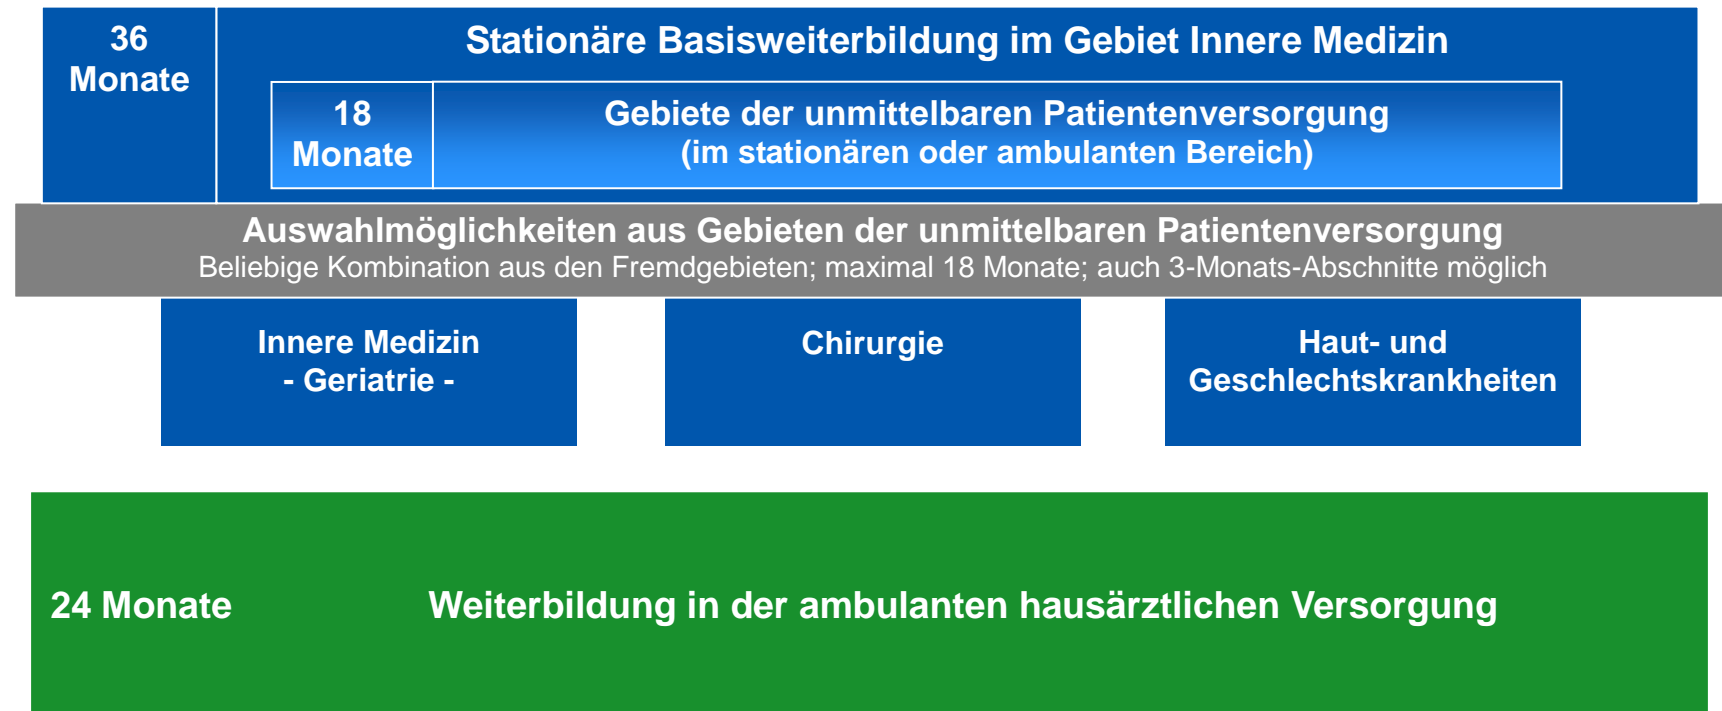 36
Monate
Stationäre Basisweiterbildung im Gebiet Innere Medizin
18
Monate
Gebiete der unmittelbaren Patientenversorgung
(im stationären oder ambulanten Bereich)
Auswahlmöglichkeiten aus Gebieten der unmittelbaren Patientenversorgung
Beliebige Kombination aus den Fremdgebieten; maximal 18 Monate; auch 3-Monats-Abschnitte möglich
Innere Medizin
- Geriatrie -
Chirurgie
Haut- und
Geschlechtskrankheiten
24 Monate
Weiterbildung in der ambulanten hausärztlichen Versorgung